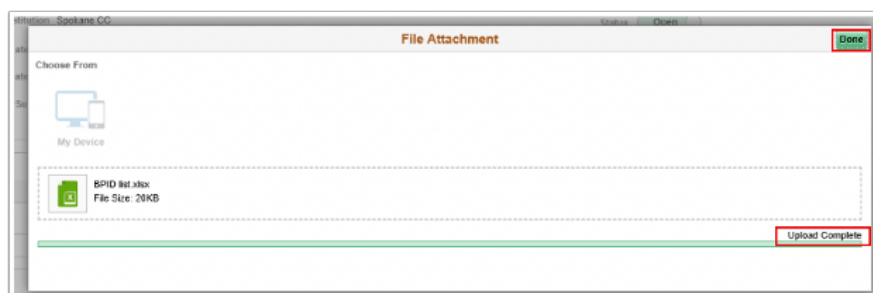 stitution Spokane CC Status Open
File Attachment
Done
Choose From
My Device
BPID list.xlsx
File Size: 20KB
Upload Complete